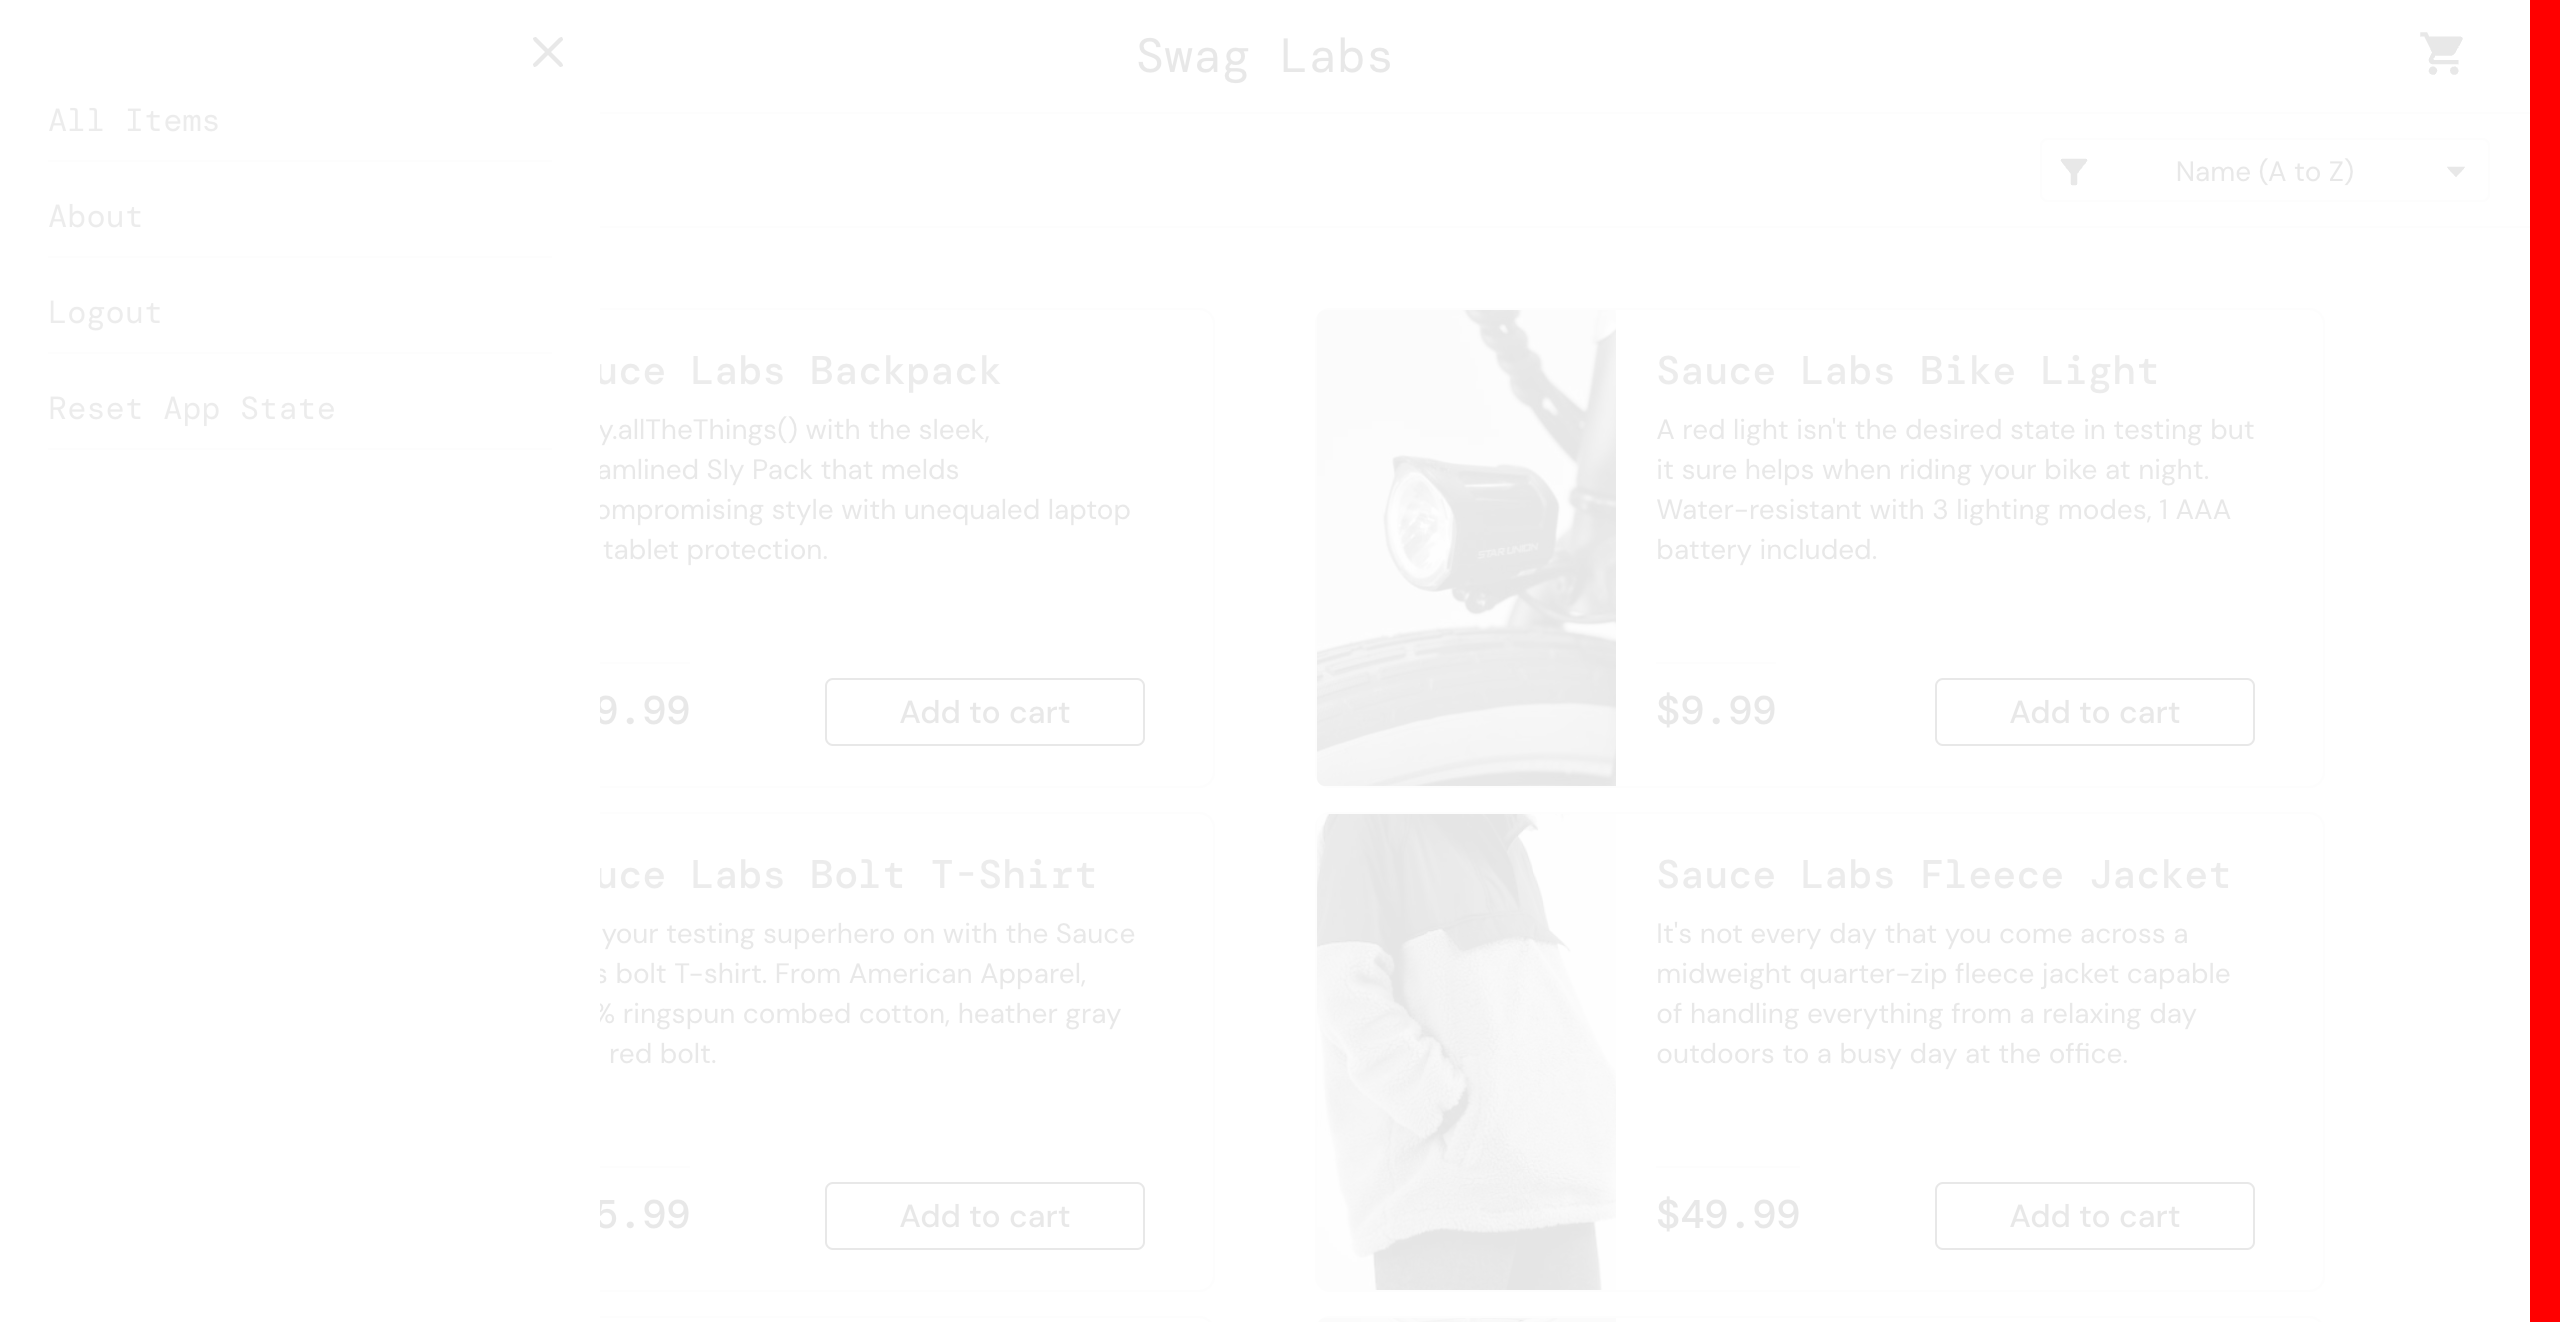 Swag Labs
All Items
About
Logout
Reset App State
Name (A to Z)
uce Labs Backpack
y.allTheThings() with the sleek,
amlined Sly Pack that melds
ompromising style with unequaled laptop
tablet protection.
9.99
Add to cart
Sauce Labs Bike Light
A red light isn't the desired state in testing but
it sure helps when riding your bike at night.
Water-resistant with 3 lighting modes, 1 AAA
battery included.
$9.99
Add to cart
STAR UNION
uce Labs Bolt T-Shirt
your testing superhero on with the Sauce
s bolt T-shirt. From American Apparel,
% ringspun combed cotton, heather gray
red bolt.
5.99
Add to cart
Sauce Labs Fleece Jacket
It's not every day that you come across a
midweight quarter-zip fleece jacket capable
of handling everything from a relaxing day
outdoors to a busy day at the office.
$49.99
Add to cart